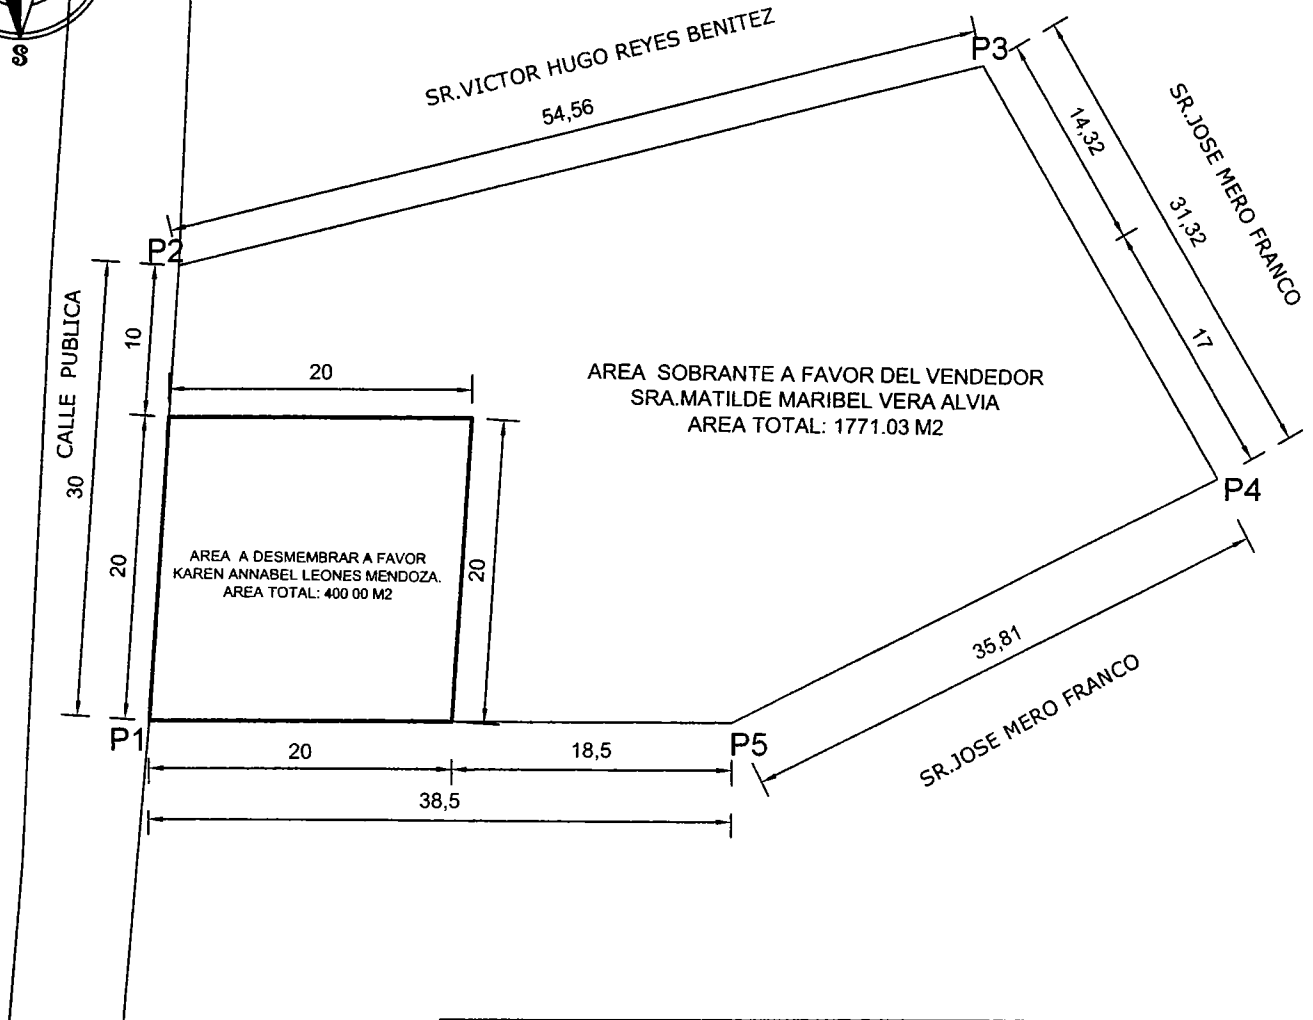 S
SR.VICTOR HUGO REYES BENITEZ
54,56
P3
14,32
SR.JOSE MERO FRANCO
31,32
17
P2
CALLE PUBLICA
30
10
20
20
AREA SOBRANTE A FAVOR DEL VENDEDOR
SRA.MATILDE MARIBEL VERA ALVIA
AREA TOTAL: 1771.03 M2
P4
AREA A DESMEMBRAR A FAVOR
KAREN ANNABEL LEONES MENDOZA.
AREA TOTAL: 400 00 M2
20
35,81
SR.JOSE MERO FRANCO
P1
P5
20
18,5
38,5